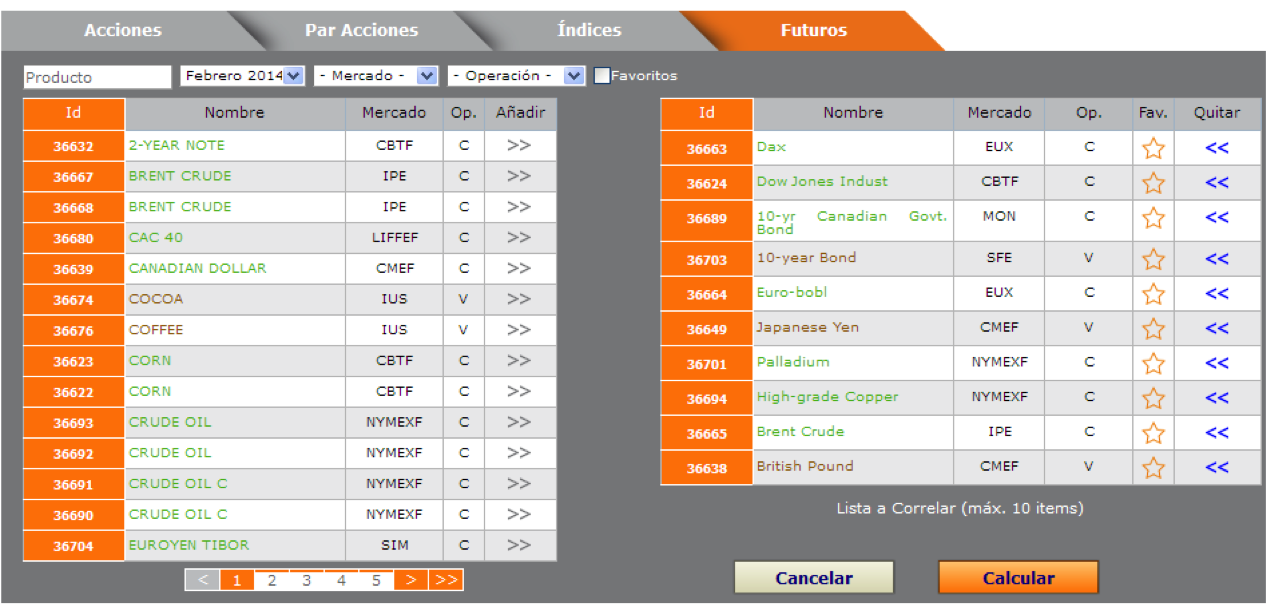 Acciones Par Acciones Índices Futuros
Producto Febrero 2014 - Mercado - - Operación - Favoritos
Id Nombre Mercado Op. Añadir
36632 2-YEAR NOTE CBTF C >>
36667 BRENT CRUDE IPE C >>
36668 BRENT CRUDE IPE C >>
36680 CAC 40 LIFFEF C >>
36639 CANADIAN DOLLAR CMEF C >>
36674 COCOA IUS V >>
36676 COFFEE IUS V >>
36623 CORN CBTF C >>
36622 CORN CBTF C >>
36693 CRUDE OIL NYMEXF C >>
36692 CRUDE OIL NYMEXF C >>
36691 CRUDE OIL C NYMEXF C >>
36690 CRUDE OIL C NYMEXF C >>
36704 EUROYEN TIBOR SIM C >>
< 1 2 3 4 5 > >>
Id Nombre Mercado Op. Fav. Quitar
36663 Dax EUX C <<
36624 Dow Jones Indust CBTF C <<
36689 10-yr Canadian Govt. MON C <<
Bond
36703 10-year Bond SFE V <<
36664 Euro-bobl EUX C <<
36649 Japanese Yen CMEF V <<
36701 Palladium NYMEXF C <<
36694 High-grade Copper NYMEXF C <<
36665 Brent Crude IPE C <<
36638 British Pound CMEF V <<
Lista a Correlar (máx. 10 items)
Cancelar Calcular